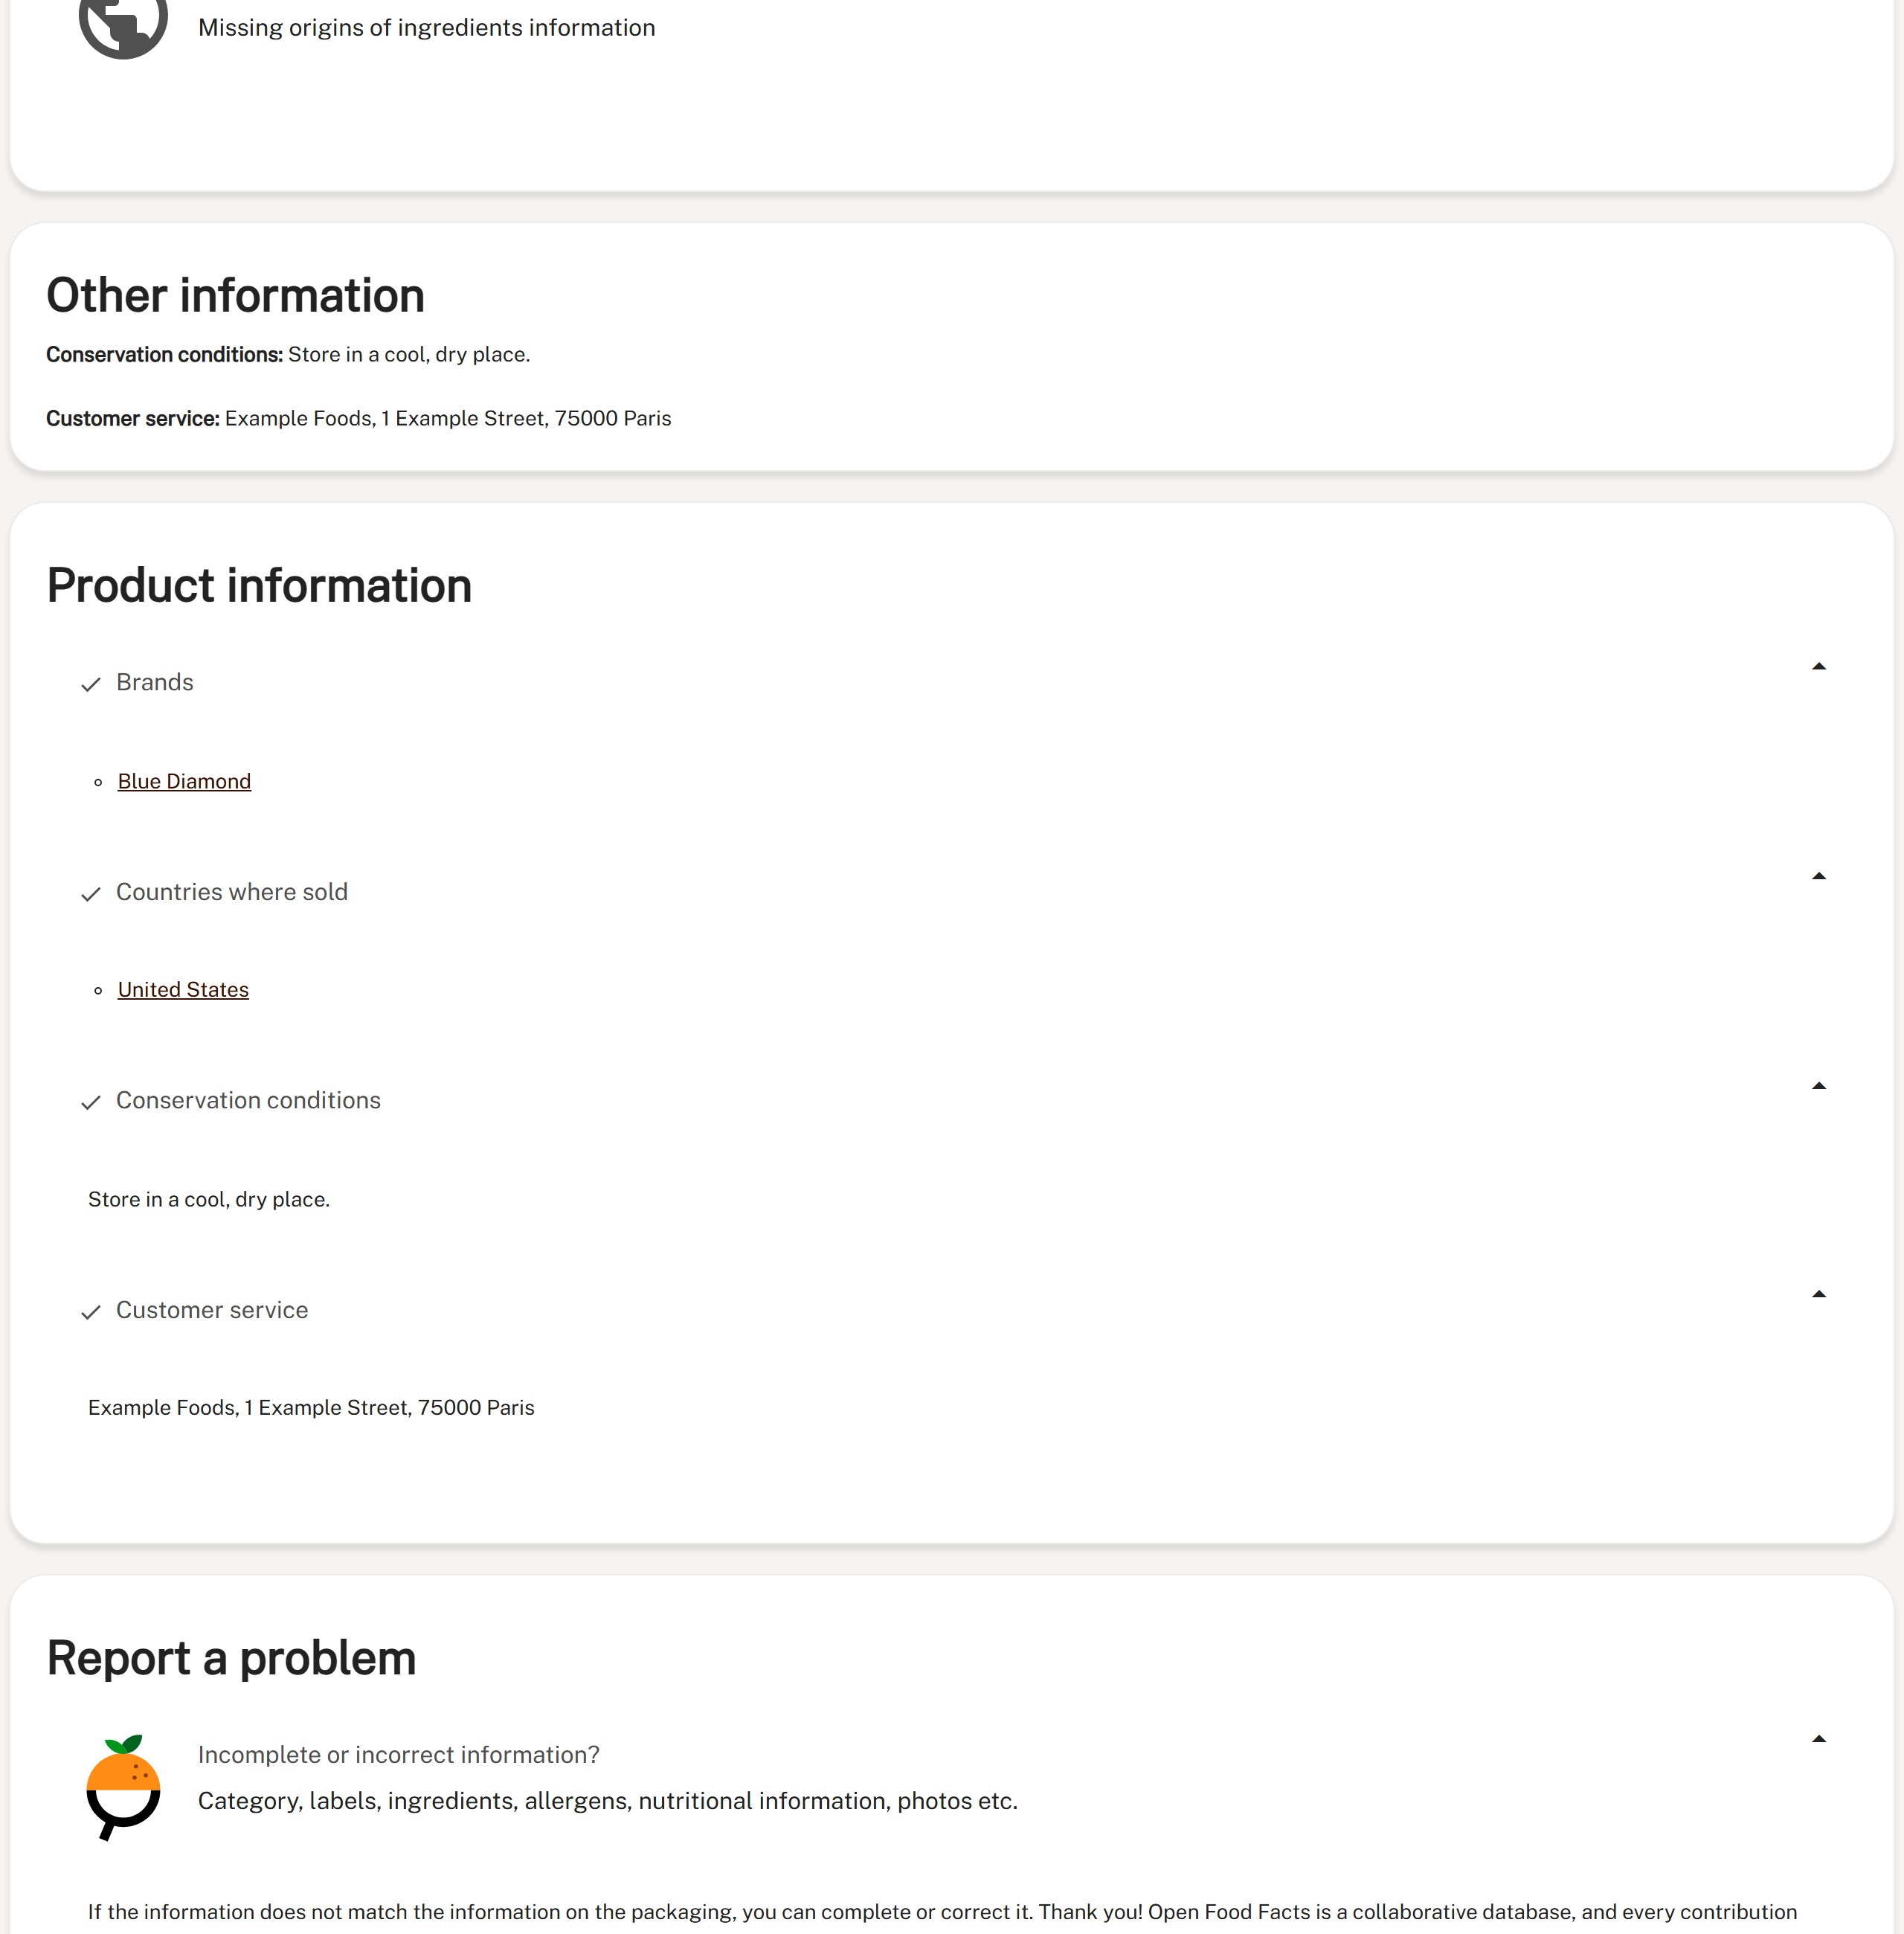 Missing origins of ingredients information
Other information
Conservation conditions: Store in a cool, dry place.
Customer service: Example Foods, 1 Example Street, 75000 Paris
Product information
Brands
Blue Diamond
Countries where sold
United States
Conservation conditions
Store in a cool, dry place.
Customer service
Example Foods, 1 Example Street, 75000 Paris
Report a problem
Incomplete or incorrect information?
Category, labels, ingredients, allergens, nutritional information, photos etc.
If the information does not match the information on the packaging, you can complete or correct it. Thank you! Open Food Facts is a collaborative database, and every contribution